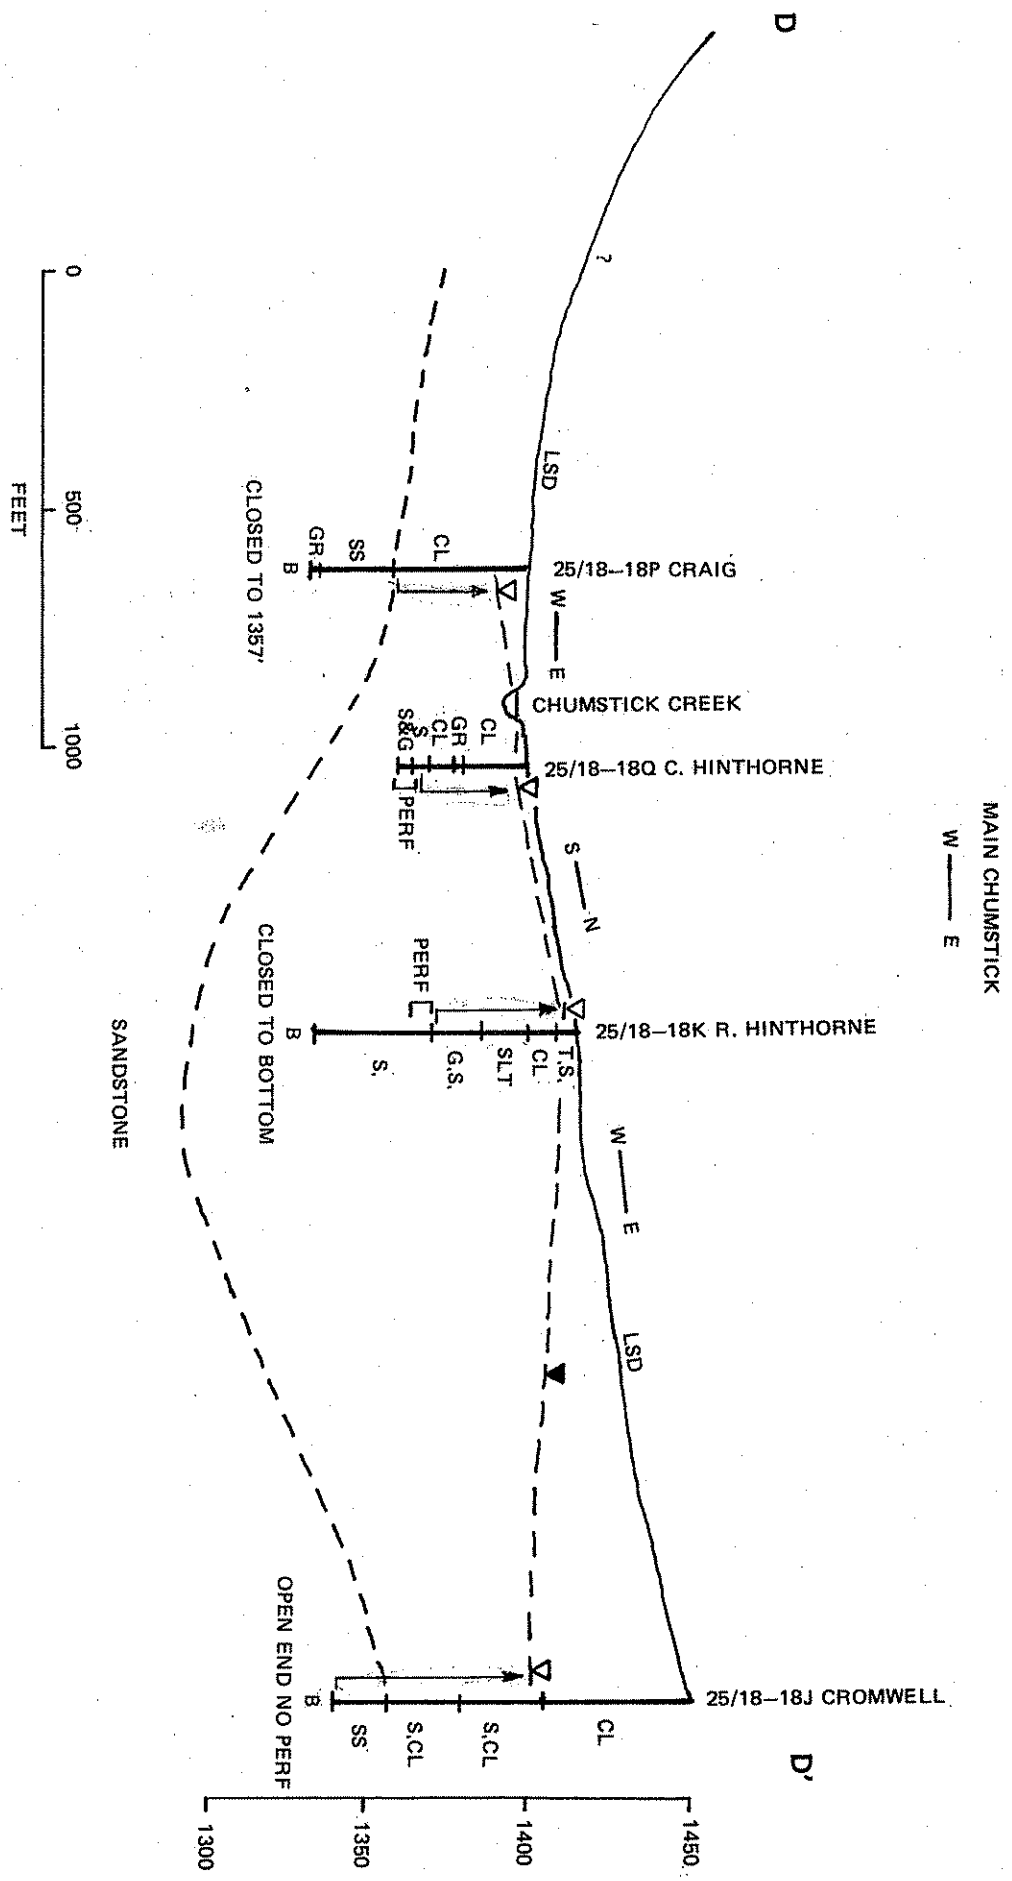 D
D'
MAIN CHUMSTICK
W — E
25/18–18P CRAIG
W — E
CHUMSTICK CREEK
25/18–18Q C. HINTHORNE
S — N
25/18–18K R. HINTHORNE
W — E
25/18–18J CROMWELL
?
LSD
LSD
CL
SS
GR
B
CLOSED TO 1357'
CL
GR
CL
S
S&G
PERF
PERF
T.S.
CL
SLT
G.S.
S.
B
CLOSED TO BOTTOM
SANDSTONE
CL
S.CL
S.CL
SS
B
OPEN END NO PERF
1450
1400
1350
1300
0
500
1000
FEET